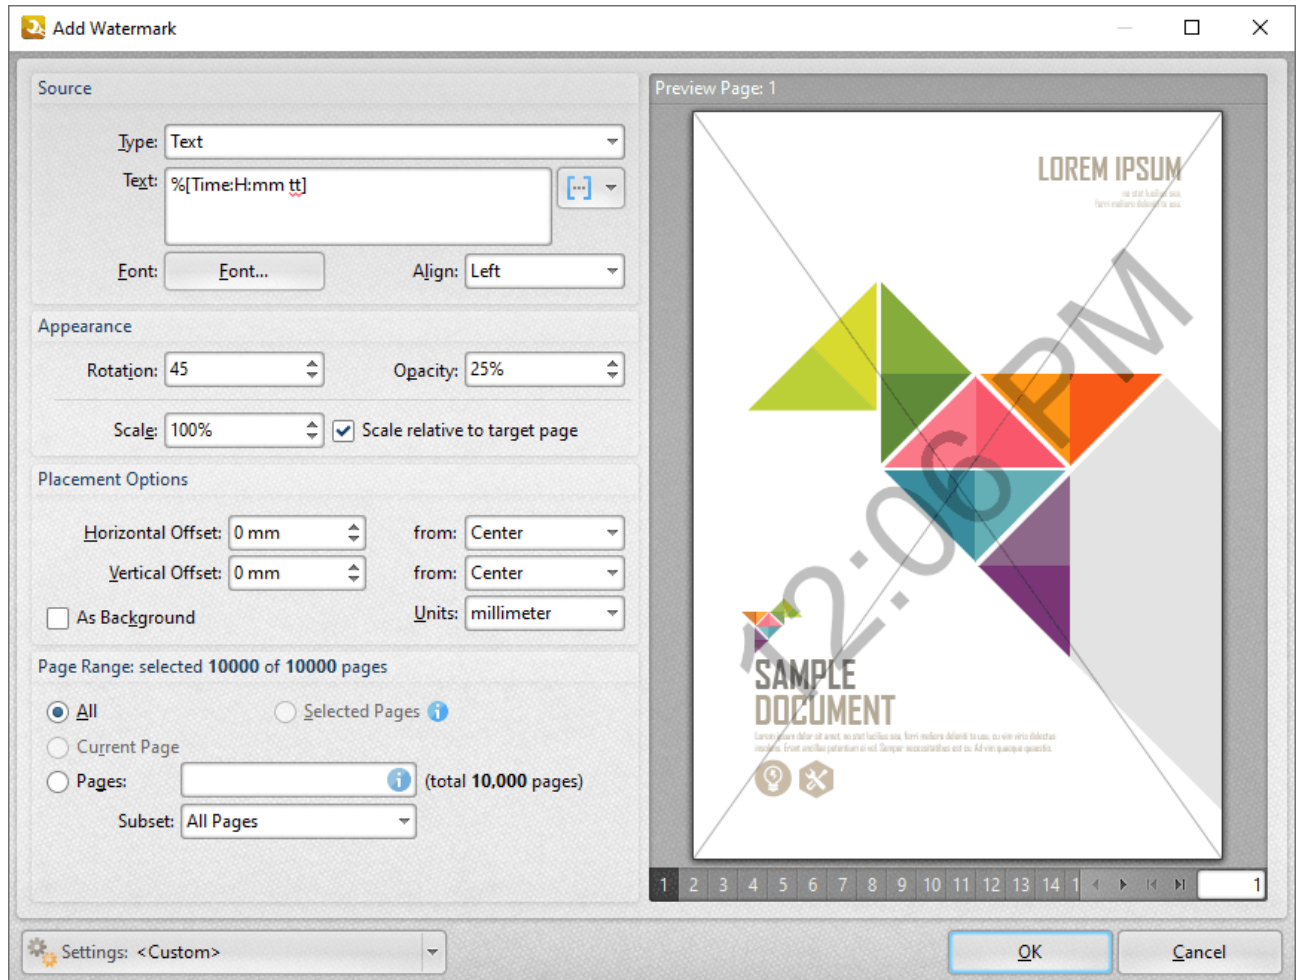 Add Watermark
Source
Type: Text
Text: %[Time:H:mm tt]
Font: Font... Align: Left
Appearance
Rotation: 45 Opacity: 25%
Scale: 100% Scale relative to target page
Placement Options
Horizontal Offset: 0 mm from: Center
Vertical Offset: 0 mm from: Center
As Background Units: millimeter
Page Range: selected 10000 of 10000 pages
All Selected Pages
Current Page
Pages: (total 10,000 pages)
Subset: All Pages
Settings: <Custom>
Preview Page: 1
LOREM IPSUM
12:06 PM
SAMPLE
DOCUMENT
1 2 3 4 5 6 7 8 9 10 11 12 13 14 1 1
OK Cancel